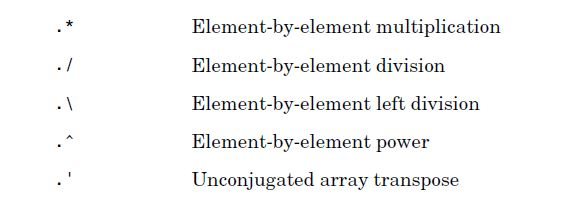 .* Element-by-element multiplication
./ Element-by-element division
.\ Element-by-element left division
.^ Element-by-element power
.' Unconjugated array transpose